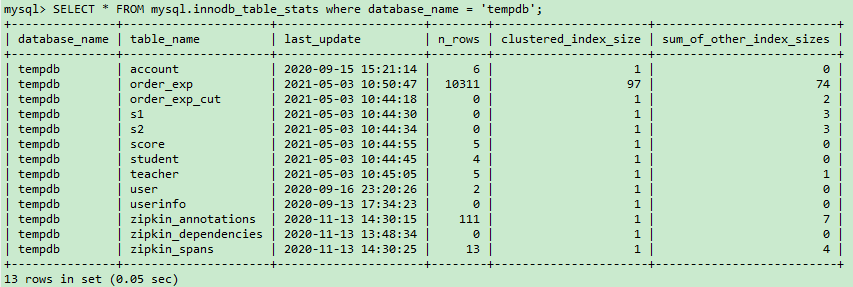 mysql> SELECT * FROM mysql.innodb_table_stats where database_name = 'tempdb';
+---------------+---------------------+---------------------+--------+----------------------+--------------------------+
| database_name | table_name | last_update | n_rows | clustered_index_size | sum_of_other_index_sizes |
+---------------+---------------------+---------------------+--------+----------------------+--------------------------+
| tempdb | account | 2020-09-15 15:21:14 | 6 | 1 | 0 |
| tempdb | order_exp | 2021-05-03 10:50:47 | 10311 | 97 | 74 |
| tempdb | order_exp_cut | 2021-05-03 10:44:18 | 0 | 1 | 2 |
| tempdb | s1 | 2021-05-03 10:44:30 | 0 | 1 | 3 |
| tempdb | s2 | 2021-05-03 10:44:34 | 0 | 1 | 3 |
| tempdb | score | 2021-05-03 10:44:55 | 5 | 1 | 0 |
| tempdb | student | 2021-05-03 10:44:45 | 4 | 1 | 0 |
| tempdb | teacher | 2021-05-03 10:45:05 | 5 | 1 | 1 |
| tempdb | user | 2020-09-16 23:20:26 | 2 | 1 | 0 |
| tempdb | userinfo | 2020-09-13 17:34:23 | 0 | 1 | 0 |
| tempdb | zipkin_annotations | 2020-11-13 14:30:15 | 111 | 1 | 7 |
| tempdb | zipkin_dependencies | 2020-11-13 13:48:34 | 0 | 1 | 0 |
| tempdb | zipkin_spans | 2020-11-13 14:30:25 | 13 | 1 | 4 |
+---------------+---------------------+---------------------+--------+----------------------+--------------------------+
13 rows in set (0.05 sec)